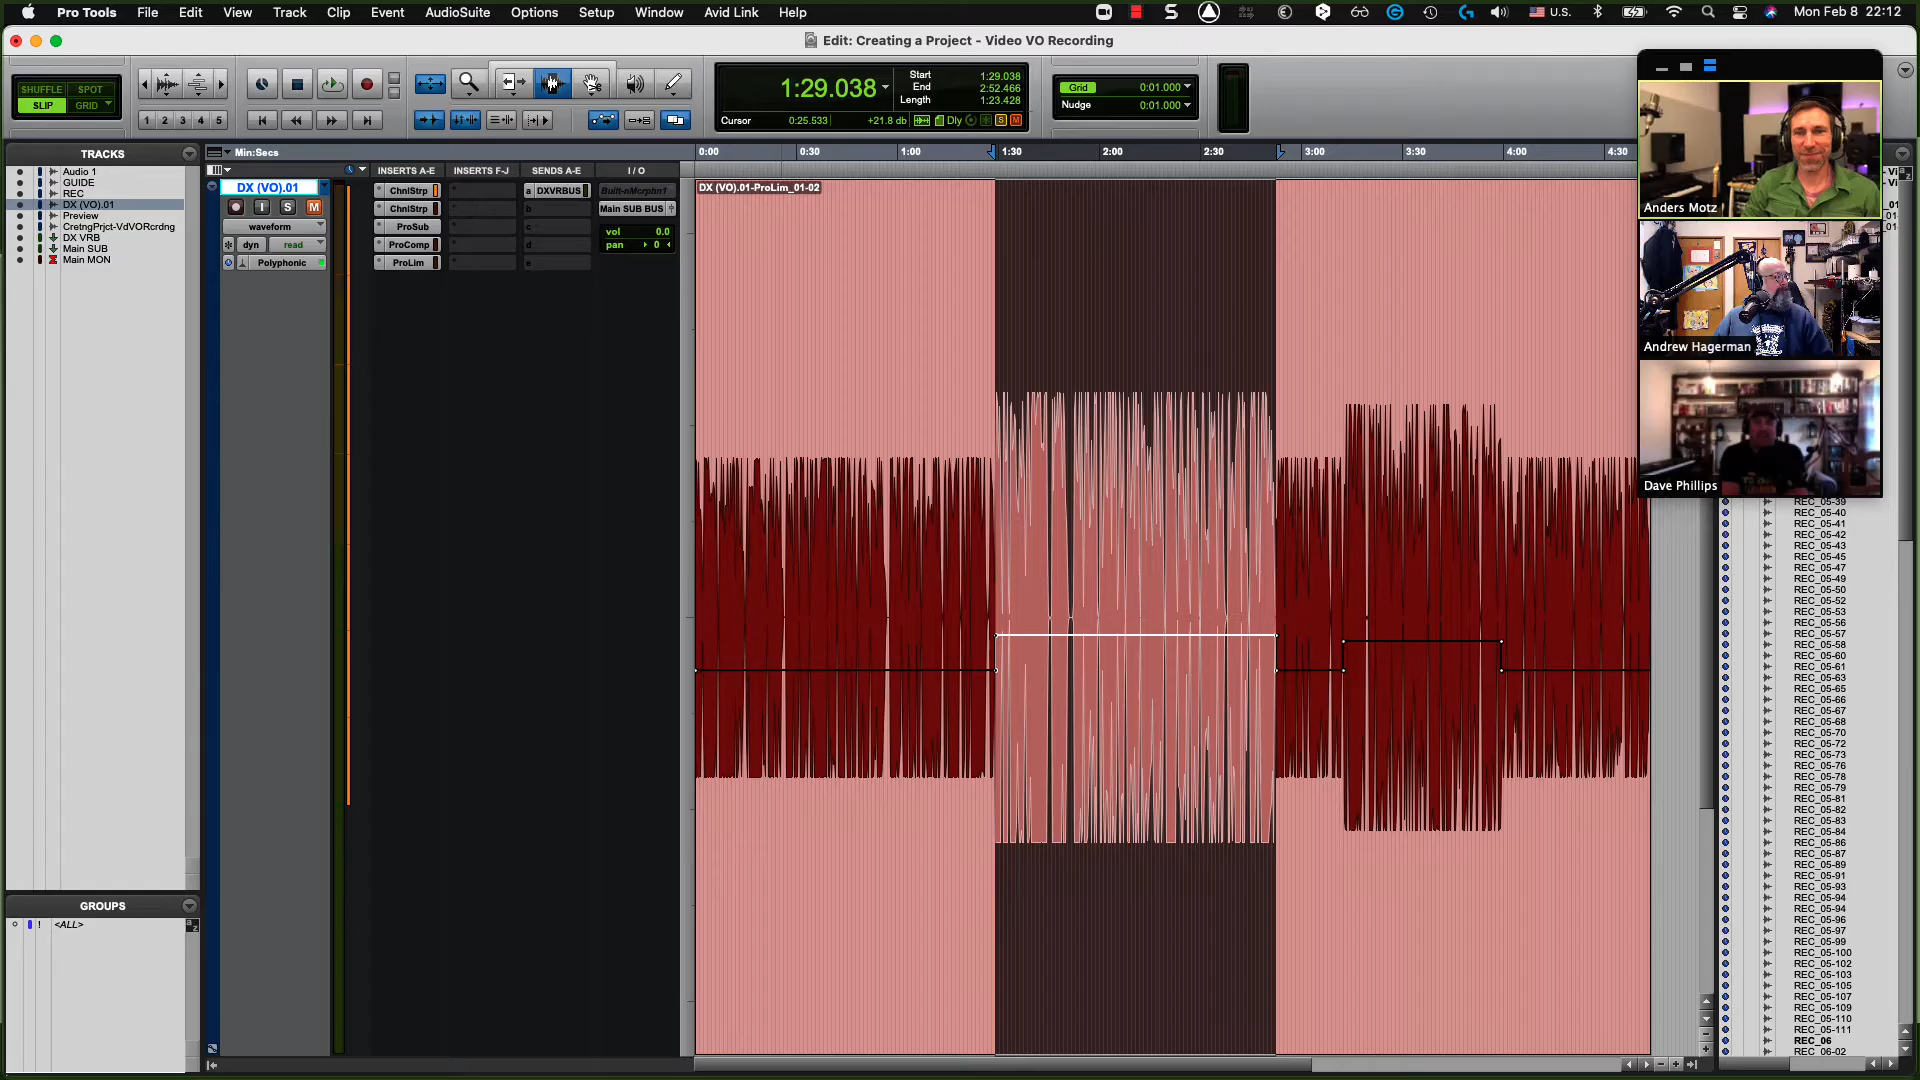 Pro Tools File Edit View Track Clip Event AudioSuite Options Setup Window Avid Link Help
U.S. Mon Feb 8 22:12
Edit: Creating a Project - Video VO Recording
SHUFFLE SPOT
SLIP GRID
1 2 3 4 5
1:29.038
Start 1:29.038
End 2:52.466
Length 1:23.428
Cursor 0:25.533 +21.8 db Dly S M
Grid 0:01.000
Nudge 0:01.000
TRACKS
Audio 1
GUIDE
REC
DX (VO).01
Preview
CretngPrjct-VdVORcrdng
DX VRB
Main SUB
Main MON
GROUPS
! <ALL>
Min:Secs
0:00 0:30 1:00 1:30 2:00 2:30 3:00 3:30 4:00 4:30
INSERTS A-E INSERTS F-J SENDS A-E I / O
DX (VO).01
I S M
waveform
dyn read
Polyphonic
ChnlStrp
ChnlStrp
ProSub
ProComp
ProLim
a DXVRBUS
b
c
d
e
Built-nMcrphn1
Main SUB BUS
vol 0.0
pan 0
DX (VO).01-ProLim_01-02
Anders Motz
Andrew Hagerman
Dave Phillips
REC_05-39
REC_05-40
REC_05-41
REC_05-42
REC_05-43
REC_05-45
REC_05-47
REC_05-49
REC_05-50
REC_05-52
REC_05-53
REC_05-56
REC_05-57
REC_05-58
REC_05-60
REC_05-61
REC_05-63
REC_05-65
REC_05-66
REC_05-67
REC_05-68
REC_05-70
REC_05-72
REC_05-73
REC_05-76
REC_05-78
REC_05-79
REC_05-81
REC_05-82
REC_05-83
REC_05-84
REC_05-86
REC_05-87
REC_05-89
REC_05-91
REC_05-93
REC_05-94
REC_05-94
REC_05-96
REC_05-97
REC_05-99
REC_05-100
REC_05-102
REC_05-103
REC_05-105
REC_05-107
REC_05-109
REC_05-110
REC_05-111
REC_06
REC_06-02